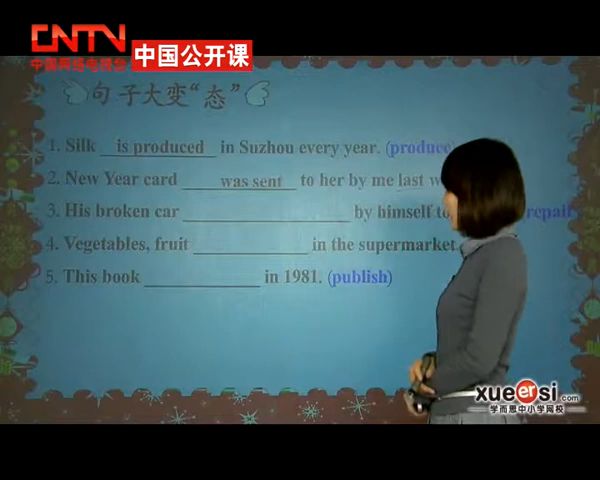 CNTV
中国网络电视台
中国公开课
句子大变“态”
1. Silk is produced in Suzhou every year. (produce
2. New Year card was sent to her by me last w
3. His broken car ____ by himself to repair
4. Vegetables, fruit ____ in the supermarket.
5. This book ____ in 1981. (publish)
xueersi.com
学而思中小学网校